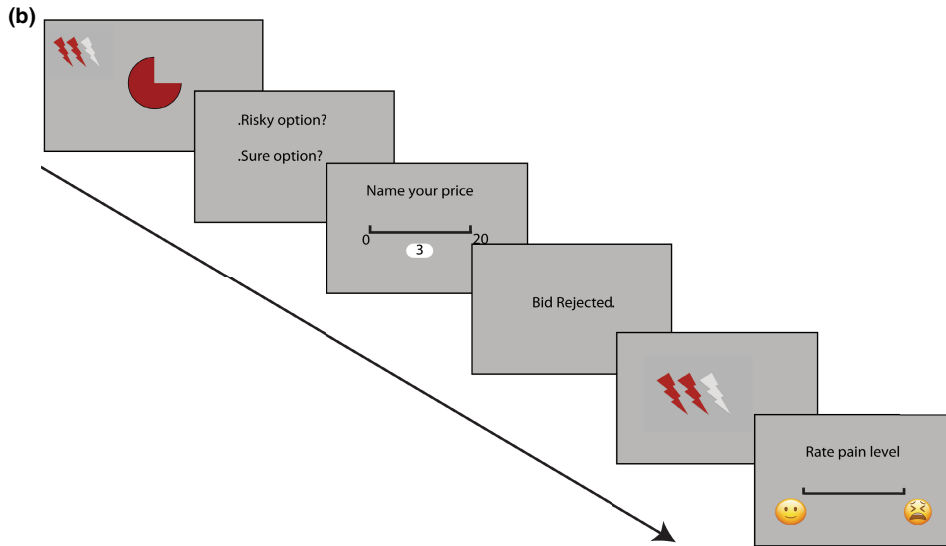 (b)
.Risky option?
.Sure option?
Name your price
0 20
3
Bid Rejected.
Rate pain level